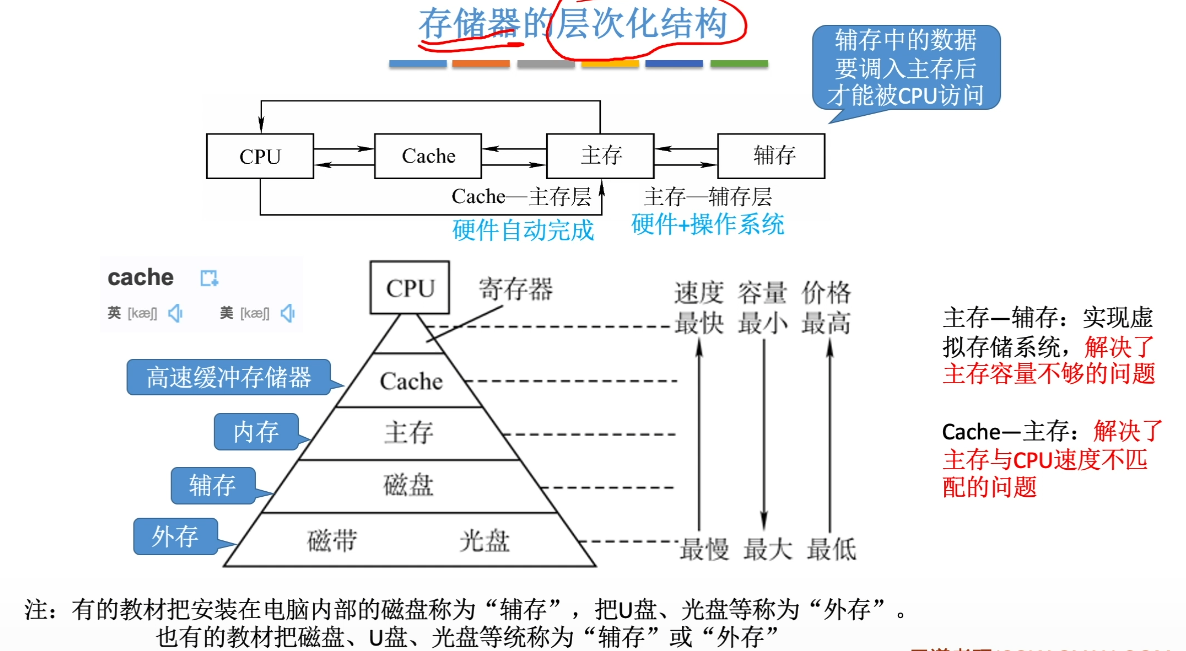 存储器的层次化结构
辅存中的数据
要调入主存后
才能被CPU访问
CPU
Cache
主存
辅存
Cache—主存层
主存—辅存层
硬件自动完成
硬件+操作系统
cache
英 [kæʃ]
美 [kæʃ]
CPU
寄存器
速度 容量 价格
最快 最小 最高
高速缓冲存储器
Cache
内存
主存
辅存
磁盘
外存
磁带
光盘
最慢 最大 最低
主存—辅存：实现虚
拟存储系统，解决了
主存容量不够的问题
Cache—主存：解决了
主存与CPU速度不匹
配的问题
注：有的教材把安装在电脑内部的磁盘称为“辅存”，把U盘、光盘等称为“外存”。
也有的教材把磁盘、U盘、光盘等统称为“辅存”或“外存”